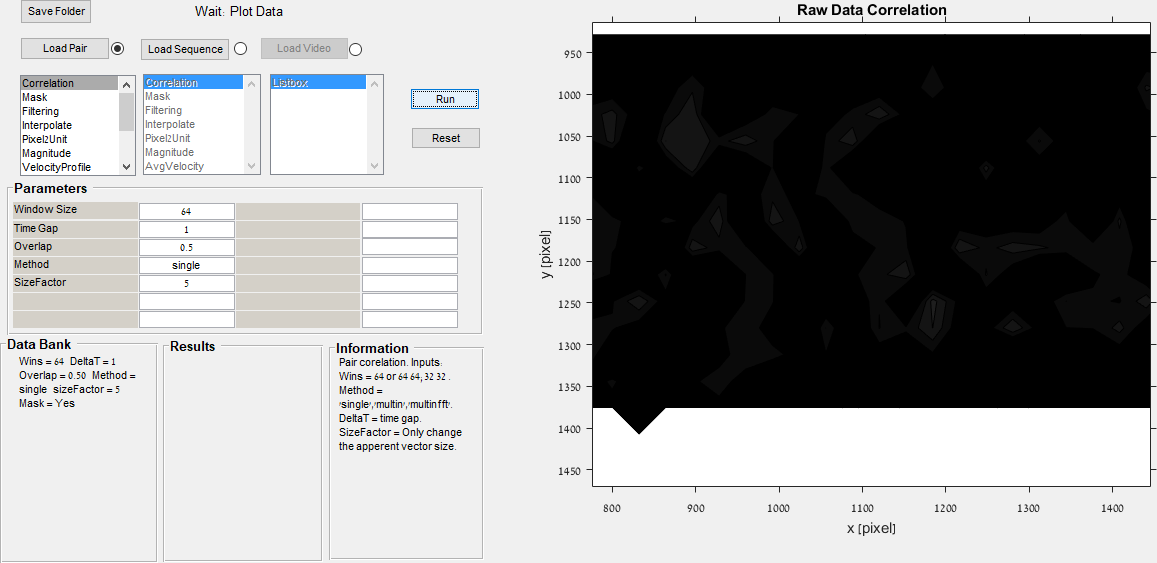 Save Folder
Wait: Plot Data
Load Pair
Load Sequence
Load Video
Correlation
Mask
Filtering
Interpolate
Pixel2Unit
Magnitude
VelocityProfile
Correlation
Mask
Filtering
Interpolate
Pixel2Unit
Magnitude
AvgVelocity
Listbox
Run
Reset
Parameters
Window Size 64
Time Gap 1
Overlap 0.5
Method single
SizeFactor 5
Data Bank
Wins = 64 DeltaT = 1
Overlap = 0.50 Method =
single sizeFactor = 5
Mask = Yes
Results
Information
Pair corelation. Inputs:
Wins = 64 or 64 64, 32 32 .
Method =
'single','multin','multinfft'.
DeltaT = time gap.
SizeFactor = Only change
the apperent vector size.
Raw Data Correlation
y [pixel]
950
1000
1050
1100
1150
1200
1250
1300
1350
1400
1450
800 900 1000 1100 1200 1300 1400
x [pixel]